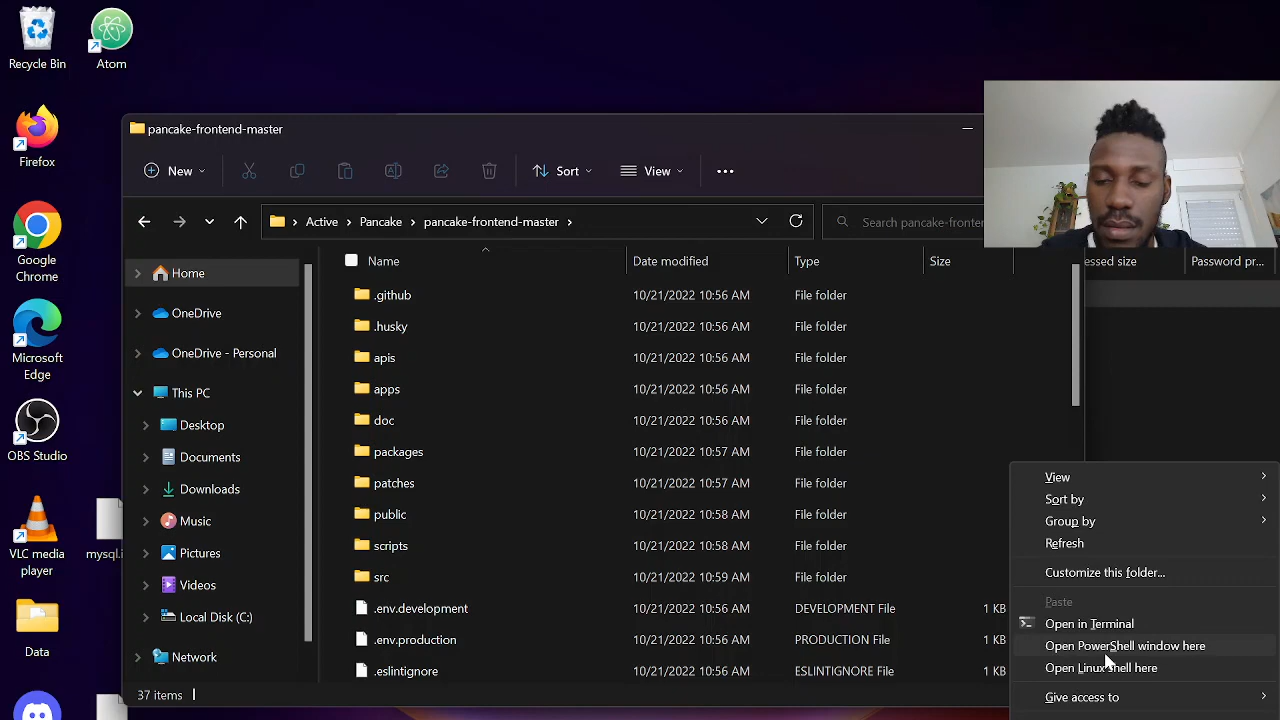 Recycle Bin
Atom
Firefox
Google
Chrome
Microsoft
Edge
OBS Studio
VLC media
player
mysql.i
Data
pancake-frontend-master
New
Sort
View
Active
Pancake
pancake-frontend-master
Search pancake-fronter
Home
OneDrive
OneDrive - Personal
This PC
Desktop
Documents
Downloads
Music
Pictures
Videos
Local Disk (C:)
Network
Name Date modified Type Size
.github 10/21/2022 10:56 AM File folder
.husky 10/21/2022 10:56 AM File folder
apis 10/21/2022 10:56 AM File folder
apps 10/21/2022 10:56 AM File folder
doc 10/21/2022 10:56 AM File folder
packages 10/21/2022 10:57 AM File folder
patches 10/21/2022 10:57 AM File folder
public 10/21/2022 10:58 AM File folder
scripts 10/21/2022 10:58 AM File folder
src 10/21/2022 10:59 AM File folder
.env.development 10/21/2022 10:56 AM DEVELOPMENT File 1 KB
.env.production 10/21/2022 10:56 AM PRODUCTION File 1 KB
.eslintignore 10/21/2022 10:56 AM ESLINTIGNORE File 1 KB
37 items
essed size Password pr...
View
Sort by
Group by
Refresh
Customize this folder...
Paste
Open in Terminal
Open PowerShell window here
Open Linux shell here
Give access to